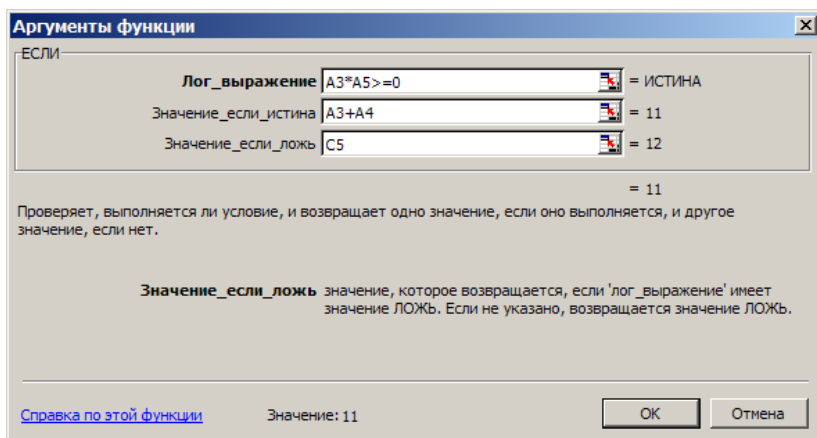 Аргументы функции
ЕСЛИ
Лог_выражение A3*A5>=0 = ИСТИНА
Значение_если_истина A3+A4 = 11
Значение_если_ложь C5 = 12
= 11
Проверяет, выполняется ли условие, и возвращает одно значение, если оно выполняется, и другое
значение, если нет.
Значение_если_ложь значение, которое возвращается, если 'лог_выражение' имеет
значение ЛОЖЬ. Если не указано, возвращается значение ЛОЖЬ.
Справка по этой функции Значение: 11 ОК Отмена